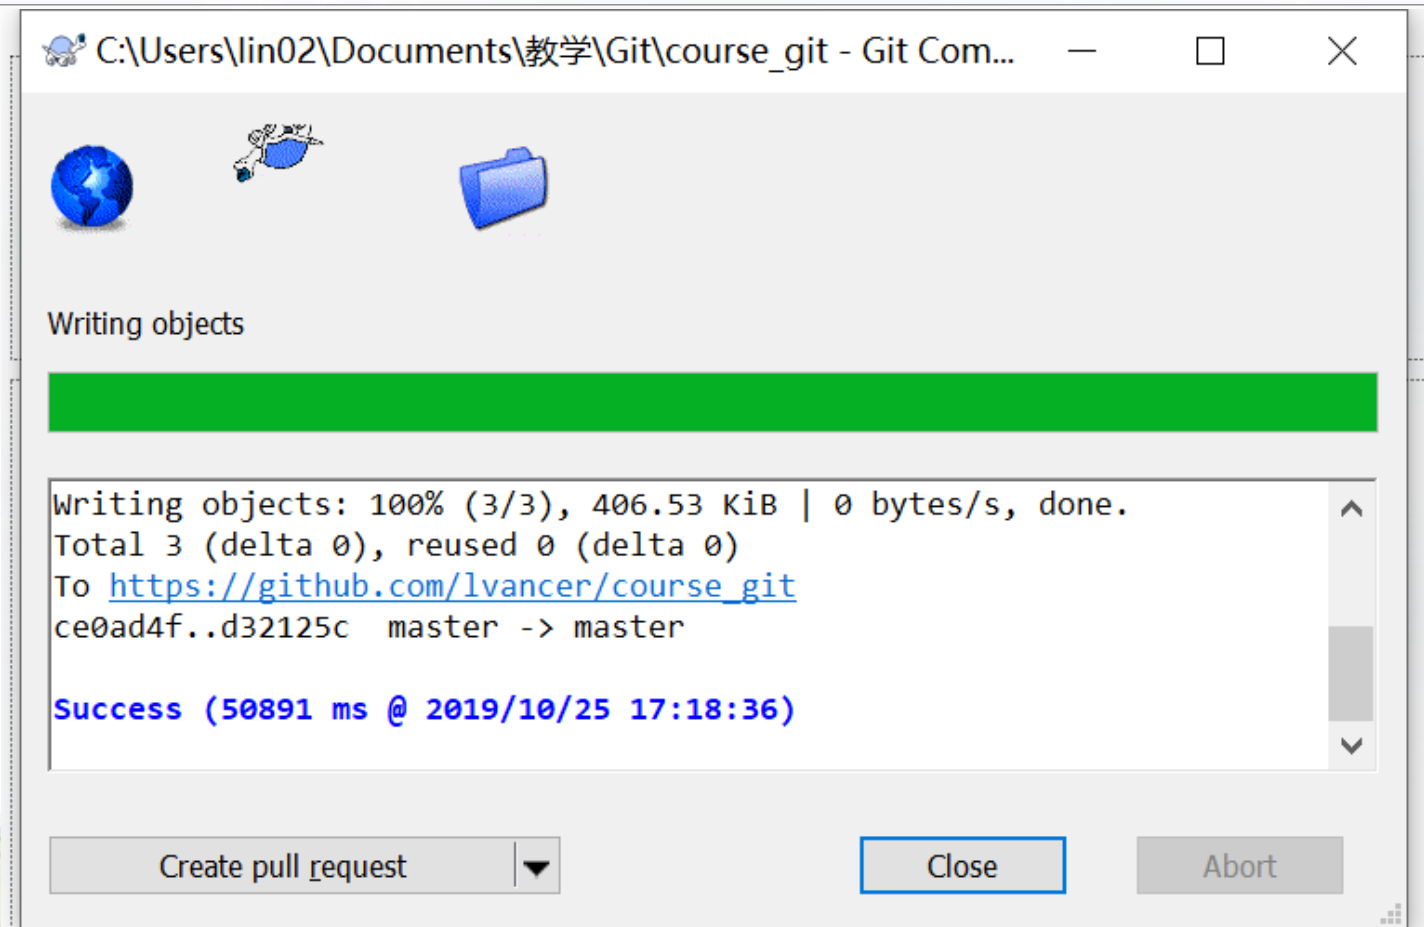 C:\Users\lin02\Documents\教学\Git\course_git - Git Com...
Writing objects
Writing objects: 100% (3/3), 406.53 KiB | 0 bytes/s, done.
Total 3 (delta 0), reused 0 (delta 0)
To https://github.com/lvancer/course_git
ce0ad4f..d32125c  master -> master
Success (50891 ms @ 2019/10/25 17:18:36)
Create pull request
Close
Abort